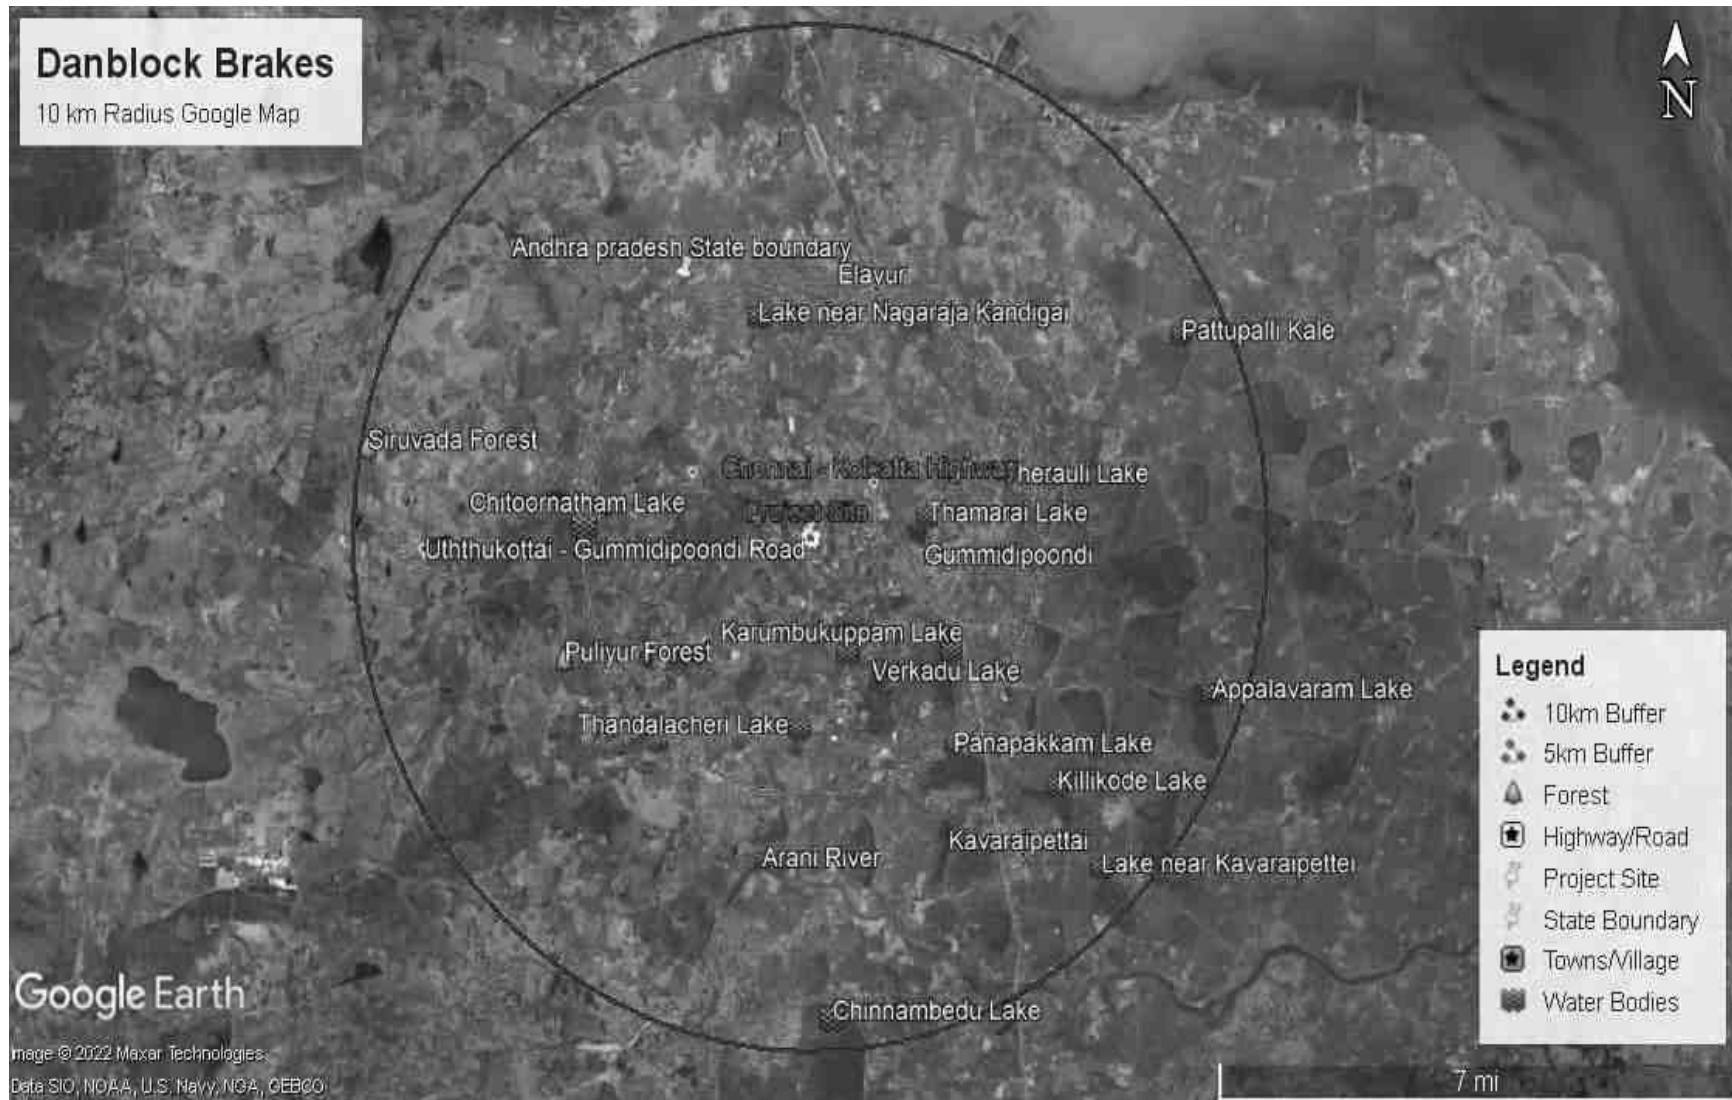 Danblock Brakes
10 km Radius Google Map
N
Andhra pradesh State boundary
Elavuri
Lake near Nagaraja Kandigai
Pattupalli Kale
Siruvada Forest
Chennai - Kolkatta Highway
herauli Lake
Chitoornatham Lake
Project Site
Thamarai Lake
Uththukottai - Gummidipoondi Road
Gummidipoondi
Karumbukuppam Lake
Puliyur Forest
Verkadu Lake
Appalavaram Lake
Thandalacheri Lake
Panapakkam Lake
Killikode Lake
Kavaraipettai
Arani River
Lake near Kavaraipettei
Chinnambedu Lake
Legend
10km Buffer
5km Buffer
Forest
Highway/Road
Project Site
State Boundary
Towns/Village
Water Bodies
Google Earth
Image © 2022 Maxar Technologies
Data SIO, NOAA, U.S. Navy, NGA, GEBCO
7 mi